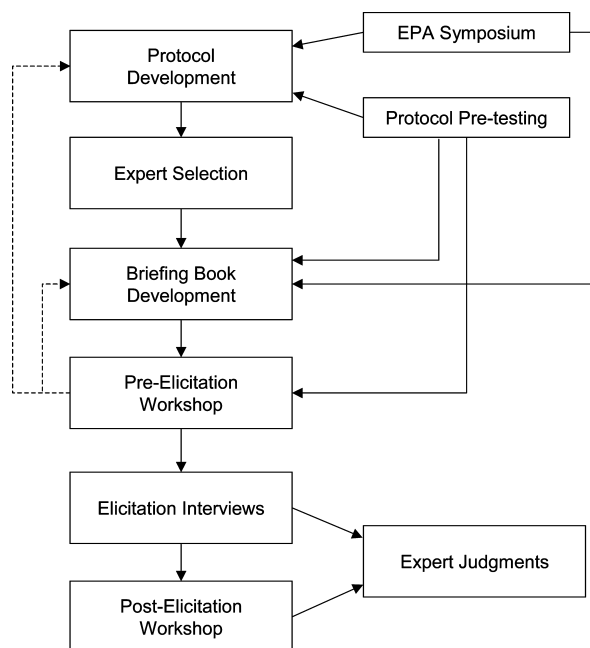 EPA Symposium
Protocol
Development
Protocol Pre-testing
Expert Selection
Briefing Book
Development
Pre-Elicitation
Workshop
Elicitation Interviews
Expert Judgments
Post-Elicitation
Workshop